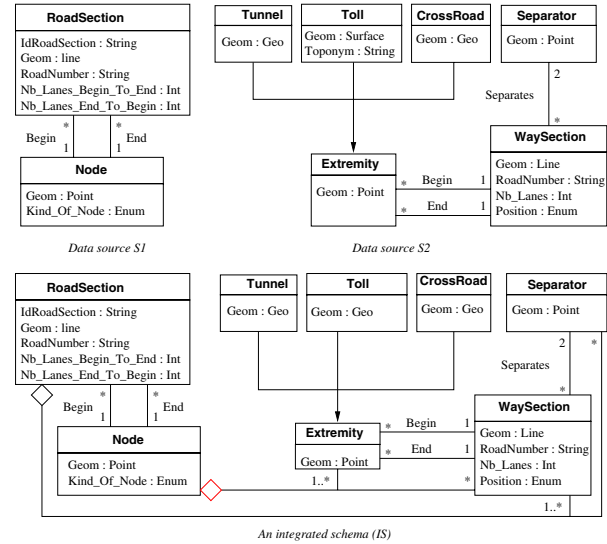 RoadSection
IdRoadSection : String
Geom : line
RoadNumber : String
Nb_Lanes_Begin_To_End : Int
Nb_Lanes_End_To_Begin : Int
* *
Begin End
1 1
Node
Geom : Point
Kind_Of_Node : Enum
Data source S1
Tunnel
Geom : Geo
Toll
Geom : Surface
Toponym : String
CrossRoad
Geom : Geo
Separator
Geom : Point
2
Separates
*
Extremity
Geom : Point
* Begin 1
* End 1
WaySection
Geom : Line
RoadNumber : String
Nb_Lanes : Int
Position : Enum
Data source S2
RoadSection
IdRoadSection : String
Geom : line
RoadNumber : String
Nb_Lanes_Begin_To_End : Int
Nb_Lanes_End_To_Begin : Int
* *
Begin End
1 1
Node
Geom : Point
Kind_Of_Node : Enum
Tunnel
Geom : Geo
Toll
Geom : Geo
CrossRoad
Geom : Geo
Separator
Geom : Point
2 *
Separates
*
Extremity
Geom : Point
* Begin 1
* End 1
1..* *
WaySection
Geom : Line
RoadNumber : String
Nb_Lanes : Int
Position : Enum
1..*
An integrated schema (IS)